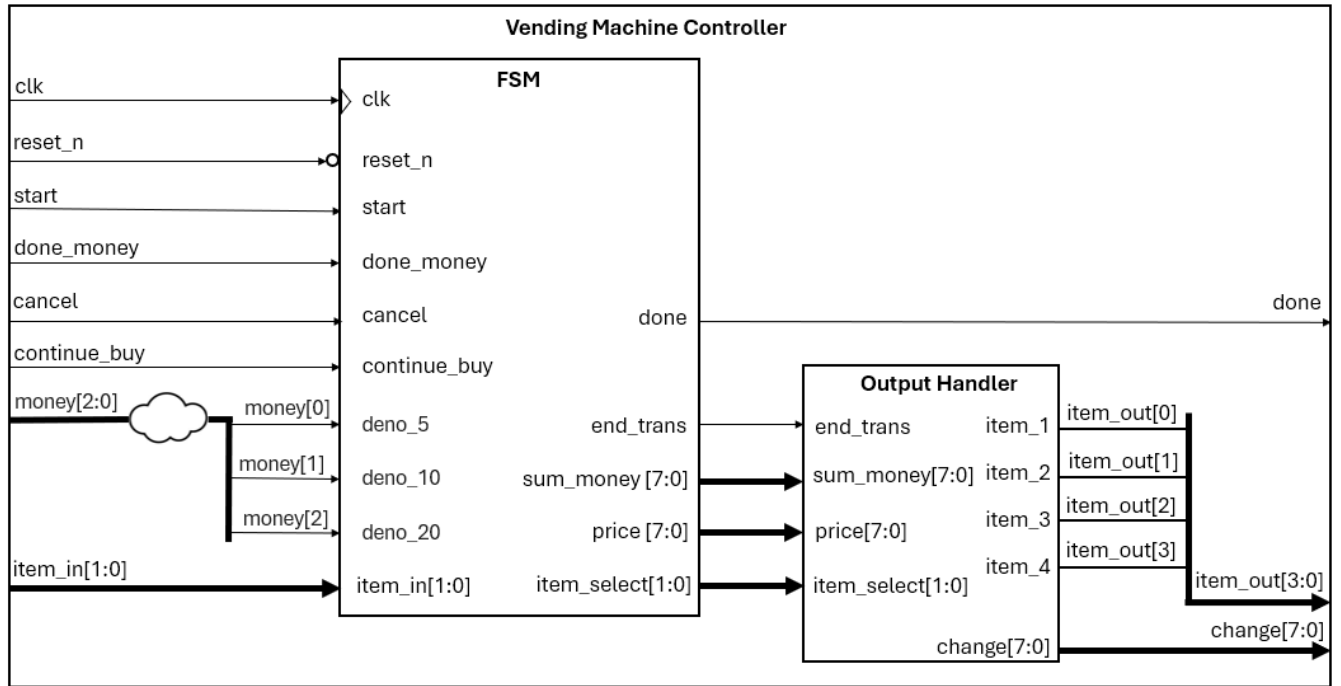 Vending Machine Controller
FSM
clk
clk
reset_n
reset_n
start
start
done_money
done_money
cancel
cancel
continue_buy
continue_buy
money[2:0]
money[0]
deno_5
money[1]
deno_10
money[2]
deno_20
item_in[1:0]
item_in[1:0]
done
done
end_trans
sum_money [7:0]
price [7:0]
item_select[1:0]
Output Handler
end_trans
sum_money[7:0]
price[7:0]
item_select[1:0]
item_1
item_2
item_3
item_4
change[7:0]
item_out[0]
item_out[1]
item_out[2]
item_out[3]
item_out[3:0]
change[7:0]